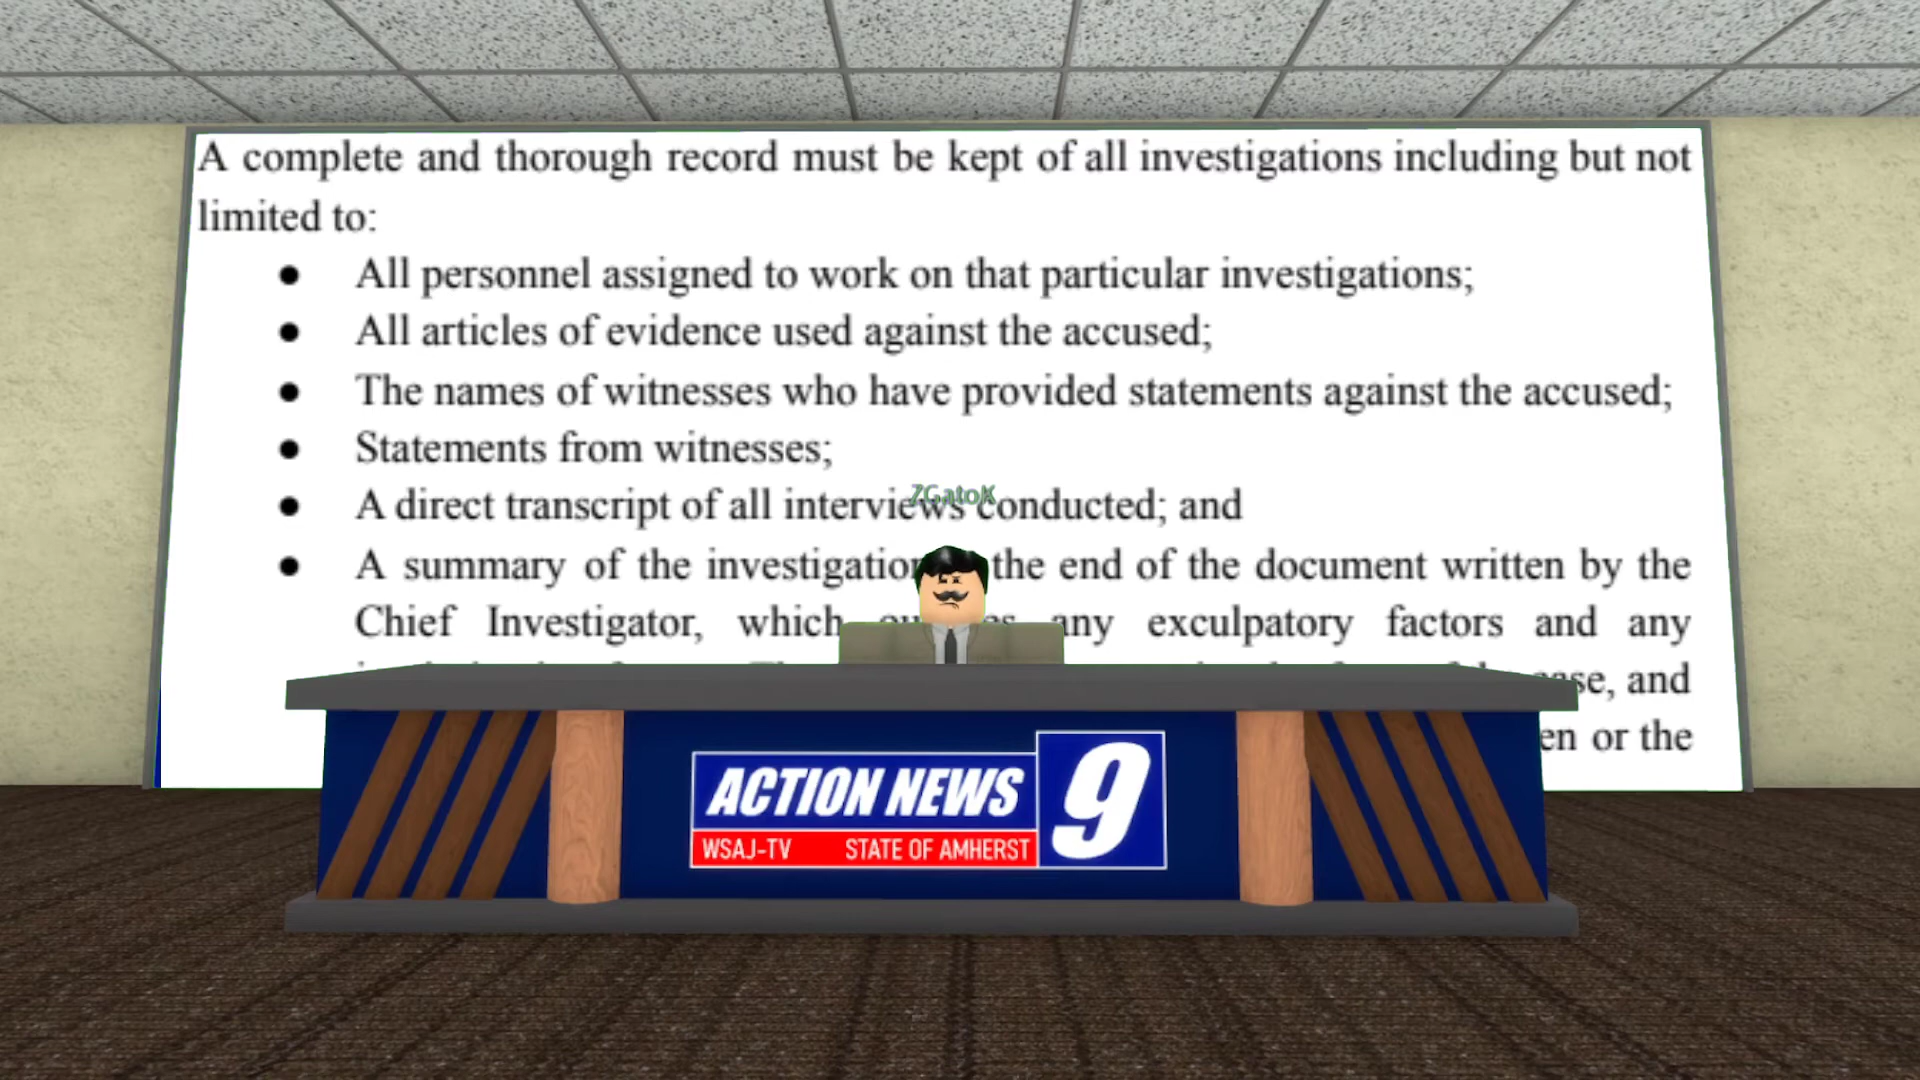 A complete and thorough record must be kept of all investigations including but not
limited to:
● All personnel assigned to work on that particular investigations;
● All articles of evidence used against the accused;
● The names of witnesses who have provided statements against the accused;
● Statements from witnesses;
● A direct transcript of all interviews conducted; and
ZGatoK
● A summary of the investigation the end of the document written by the
Chief Investigator, which any exculpatory factors and any
case, and
or the
ACTION NEWS 9
WSAJ-TV STATE OF AMHERST